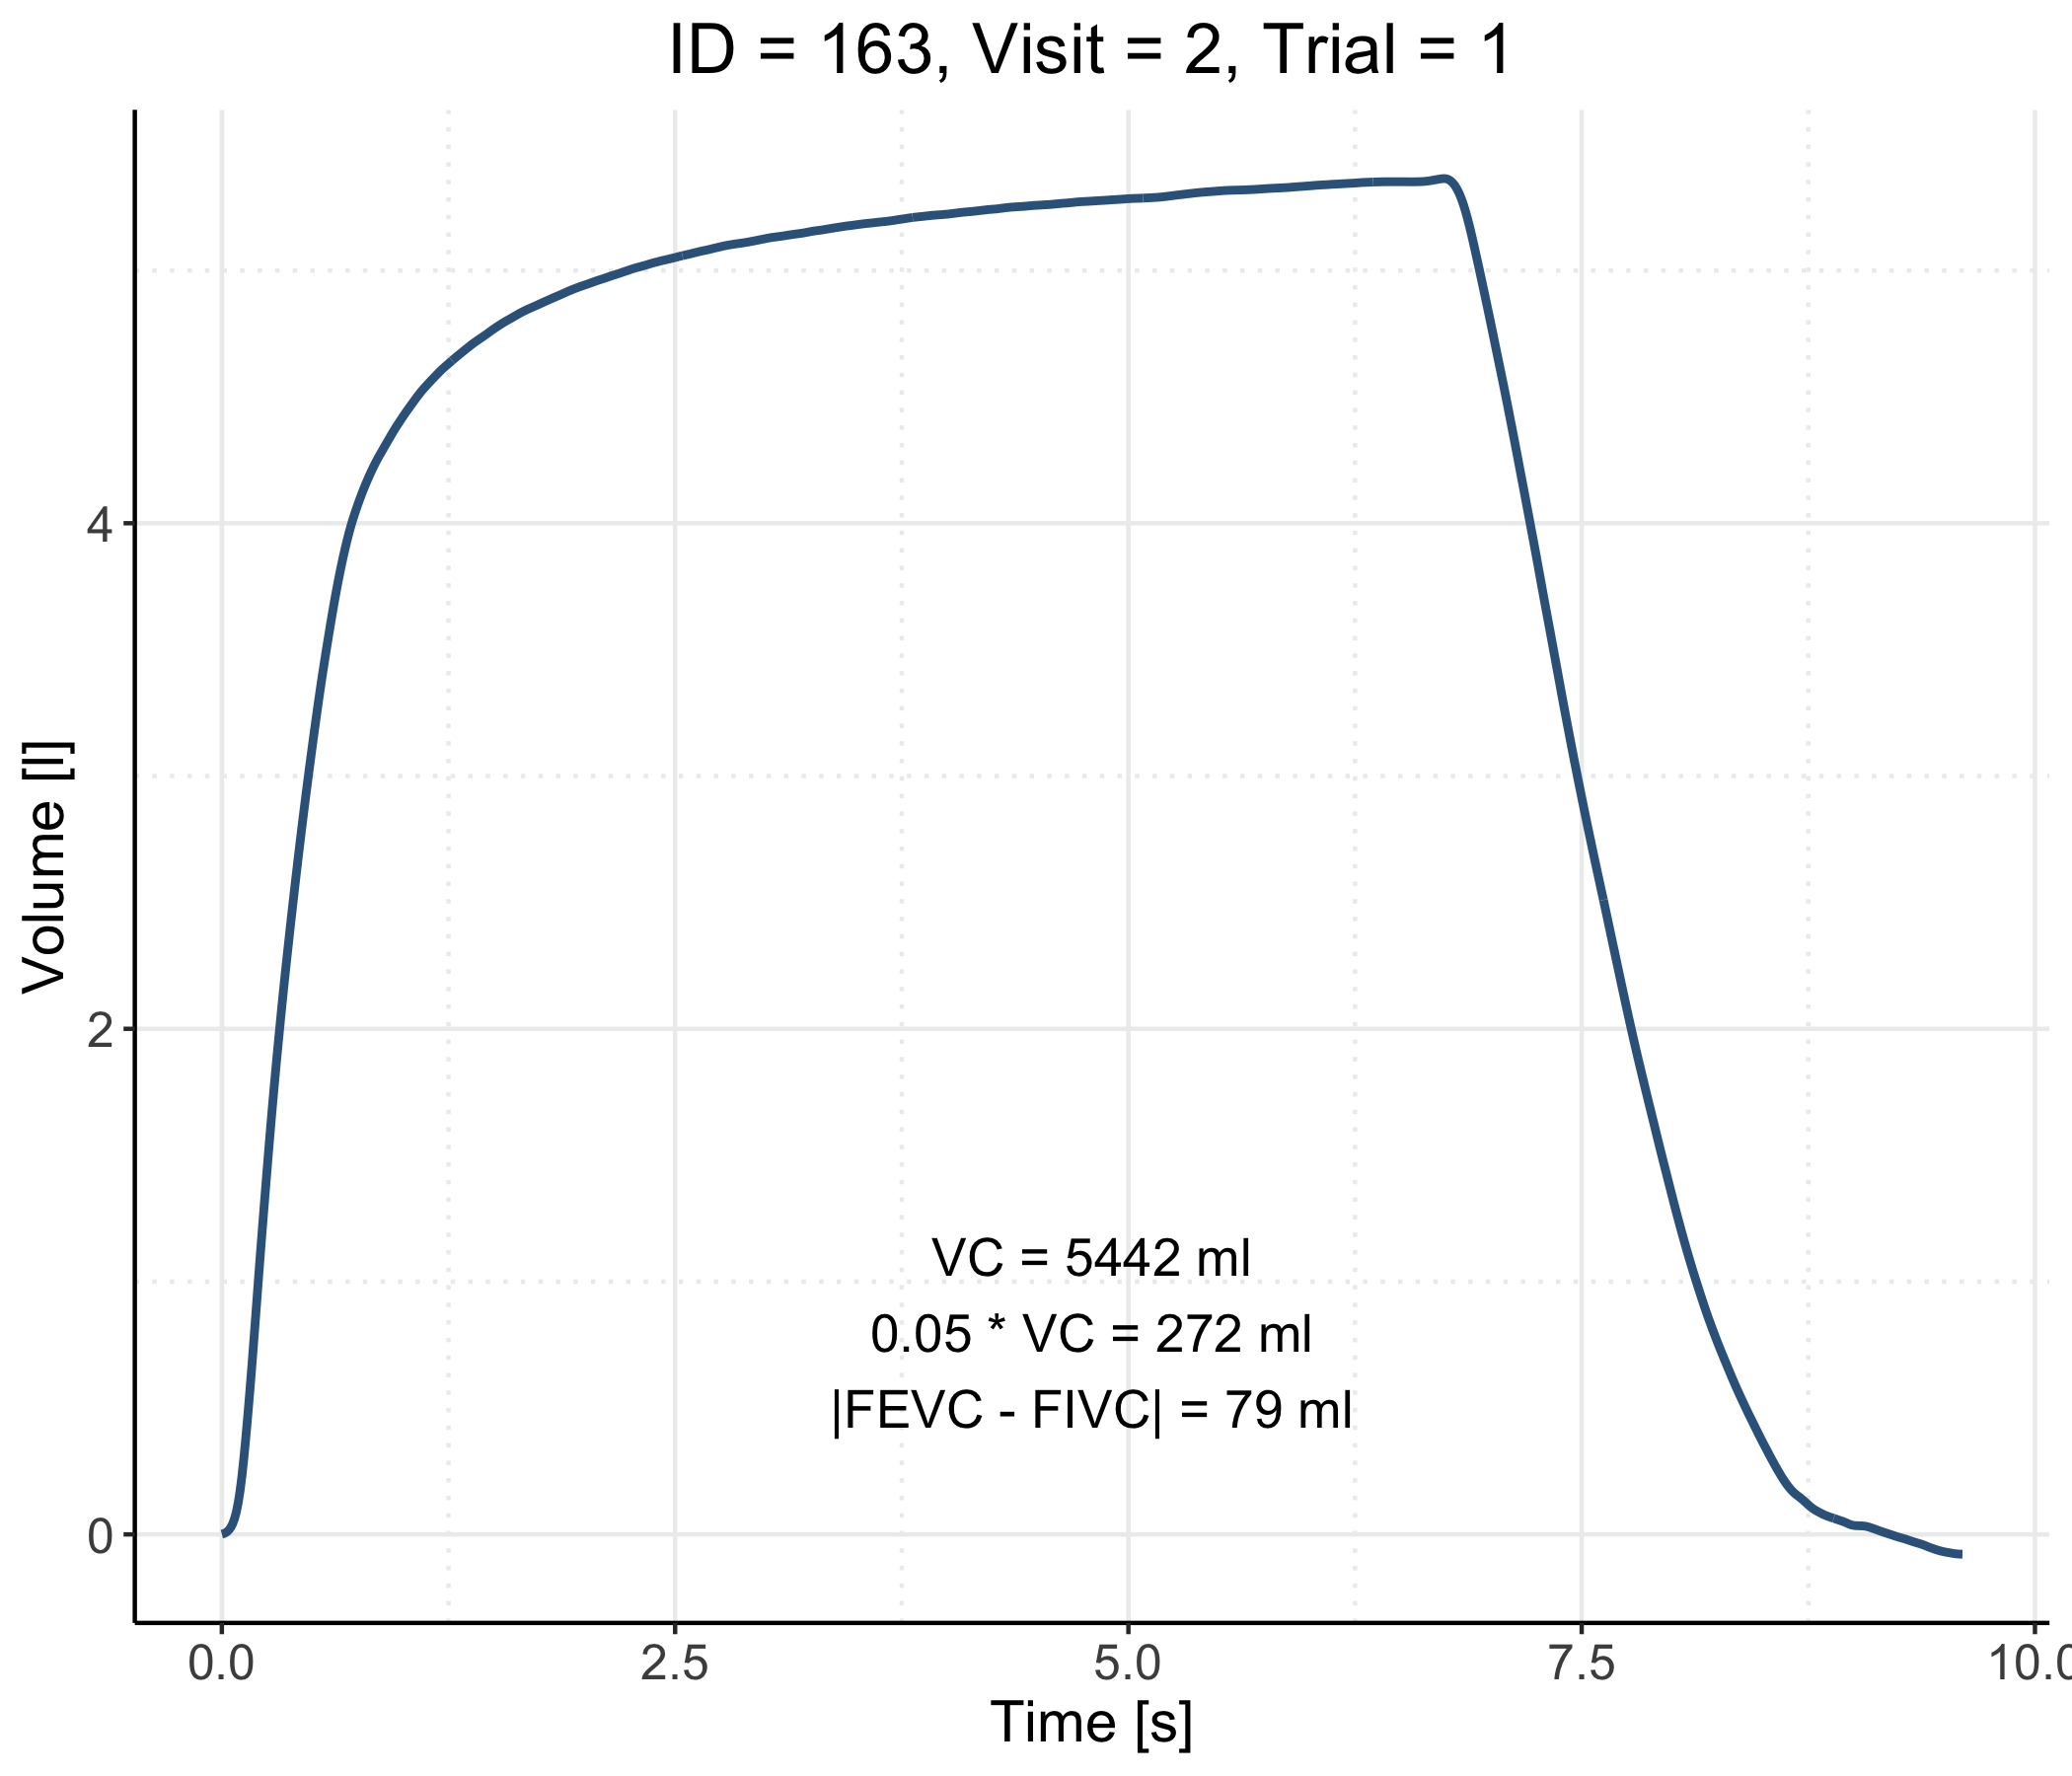 ID = 163, Visit = 2, Trial = 1
Volume [l]
4
2
0
VC = 5442 ml
0.05 * VC = 272 ml
|FEVC - FIVC| = 79 ml
0.0 2.5 5.0 7.5 10.0
Time [s]